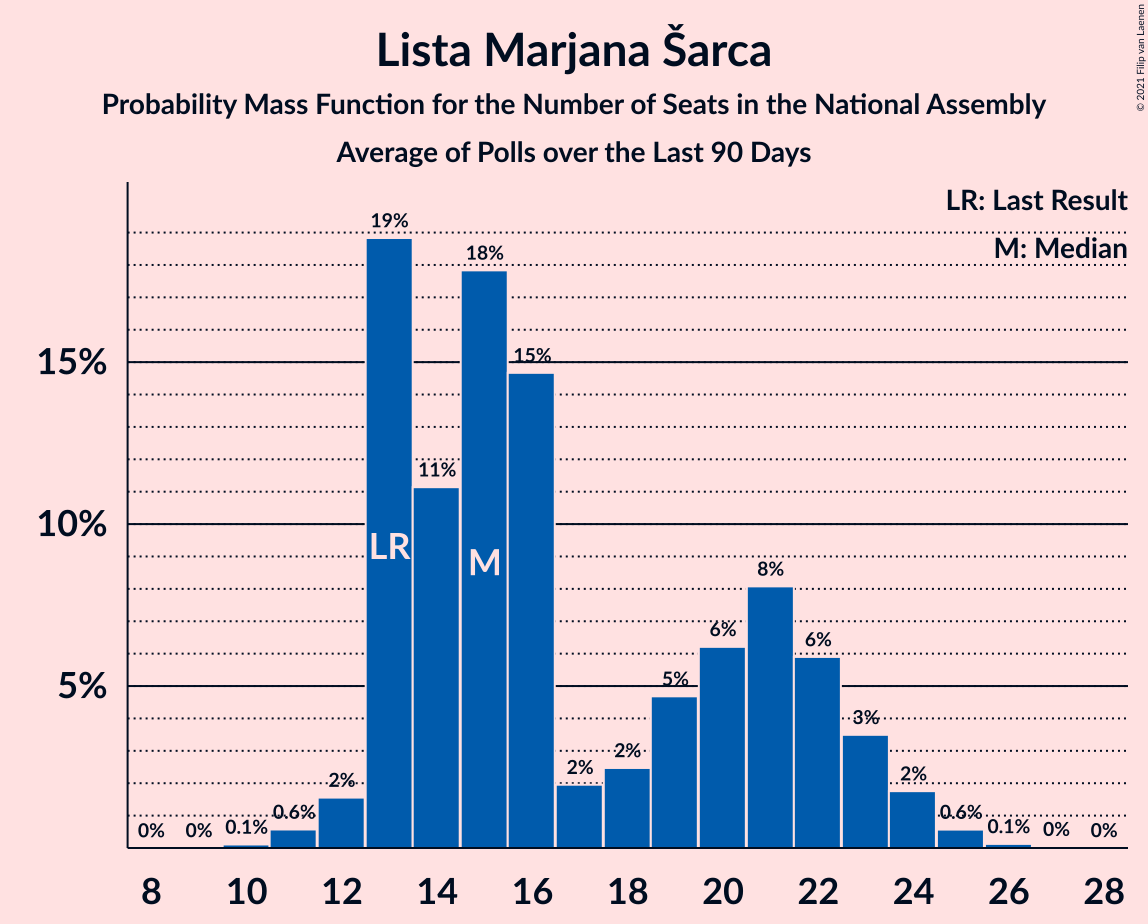 Lista Marjana Šarca
Probability Mass Function for the Number of Seats in the National Assembly
Average of Polls over the Last 90 Days
© 2021 Filip van Laenen
LR: Last Result
M: Median
15%
10%
5%
0%
0%
0.1%
0.6%
2%
19%
11%
18%
15%
2%
2%
5%
6%
8%
6%
3%
2%
0.6%
0.1%
0%
0%
LR
M
8 10 12 14 16 18 20 22 24 26 28